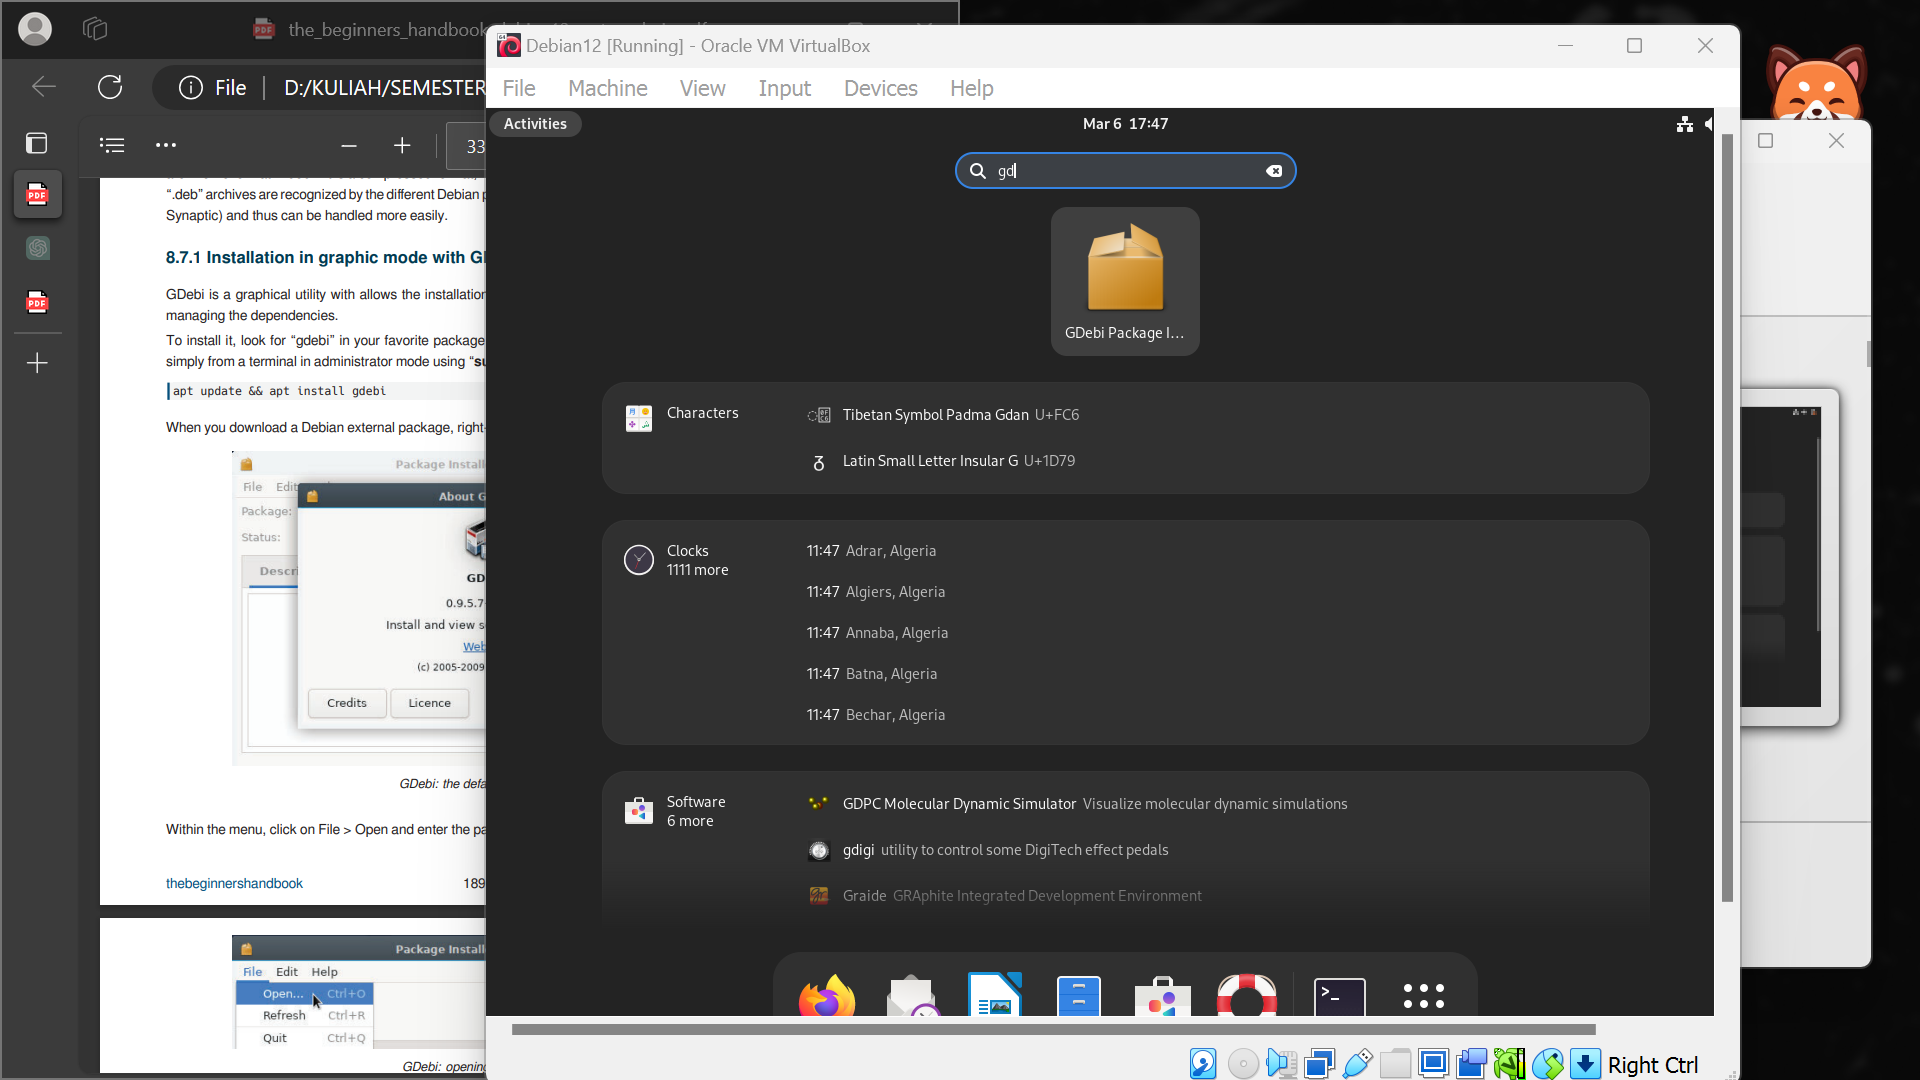 the_beginners_handbook
File
D:/KULIAH/SEMESTER
33
".deb" archives are recognized by the different Debian p
Synaptic) and thus can be handled more easily.
8.7.1 Installation in graphic mode with G
GDebi is a graphical utility with allows the installation
managing the dependencies.
To install it, look for “gdebi” in your favorite package
simply from a terminal in administrator mode using “su
apt update && apt install gdebi
When you download a Debian external package, right-
Package Install
File Edit
About G
Package:
Status:
Descri
GD
0.9.5.7
Install and view s
Web
(c) 2005-2009
Credits
Licence
GDebi: the defa
Within the menu, click on File > Open and enter the pa
thebeginnershandbook
189
Package Install
File Edit Help
Open... Ctrl+O
Refresh Ctrl+R
Quit Ctrl+Q
GDebi: opening
Debian12 [Running] - Oracle VM VirtualBox
File Machine View Input Devices Help
Activities
Mar 6 17:47
gd
GDebi Package I...
Characters
Tibetan Symbol Padma Gdan U+FC6
Latin Small Letter Insular G U+1D79
Clocks
1111 more
11:47 Adrar, Algeria
11:47 Algiers, Algeria
11:47 Annaba, Algeria
11:47 Batna, Algeria
11:47 Bechar, Algeria
Software
6 more
GDPC Molecular Dynamic Simulator Visualize molecular dynamic simulations
gdigi utility to control some DigiTech effect pedals
Graide GRAphite Integrated Development Environment
Right Ctrl